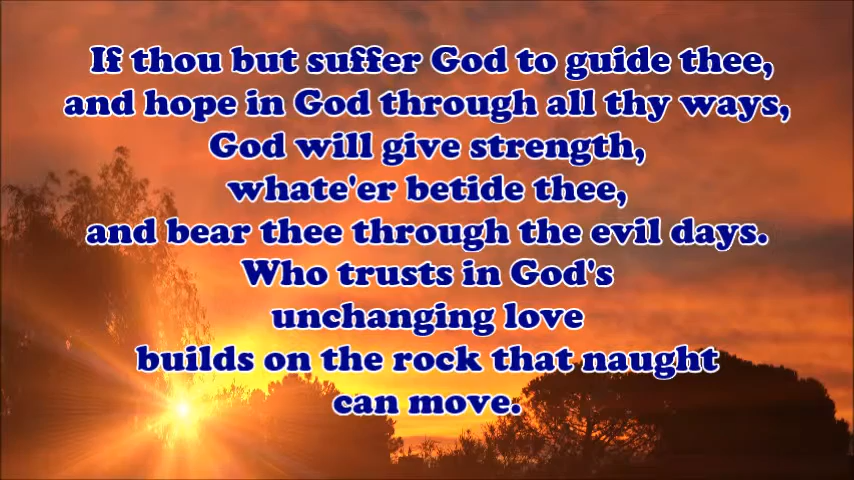 If thou but suffer God to guide thee,
and hope in God through all thy ways,
God will give strength,
whate'er betide thee,
and bear thee through the evil days.
Who trusts in God's
unchanging love
builds on the rock that naught
can move.